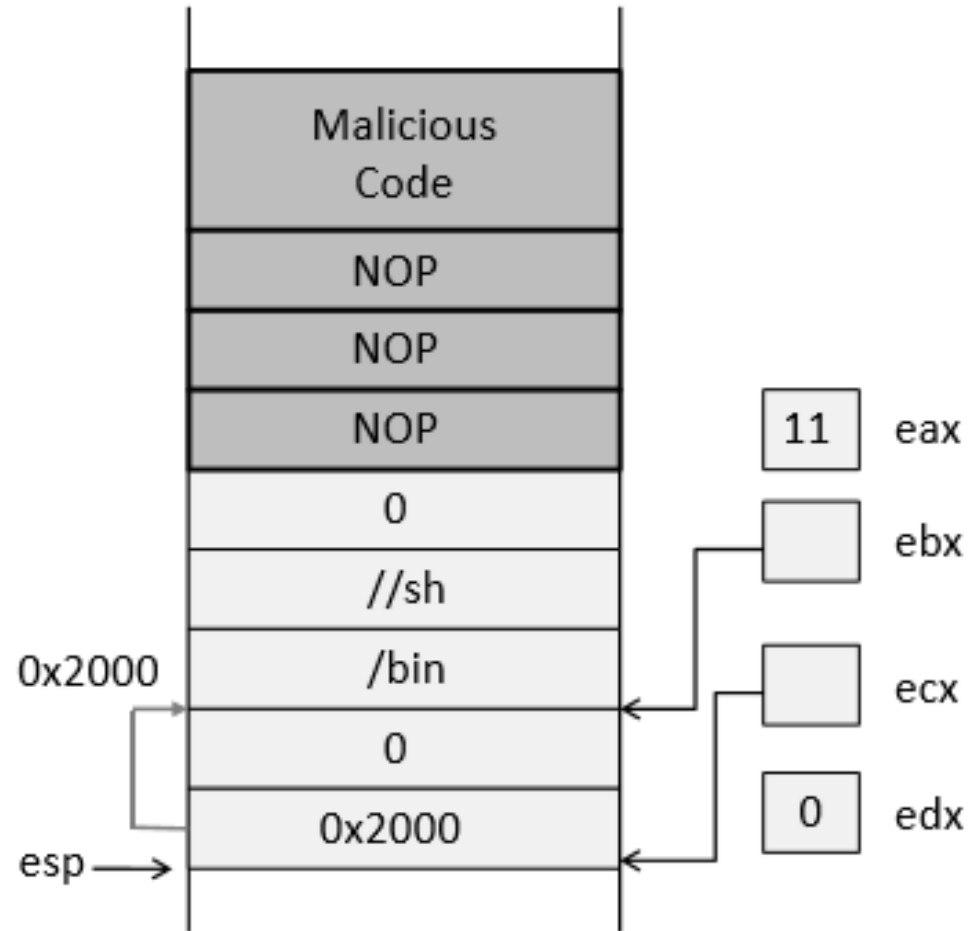 Malicious
Code
NOP
NOP
NOP
11 eax
0
ebx
//sh
0x2000
/bin
ecx
0
0x2000
0 edx
esp